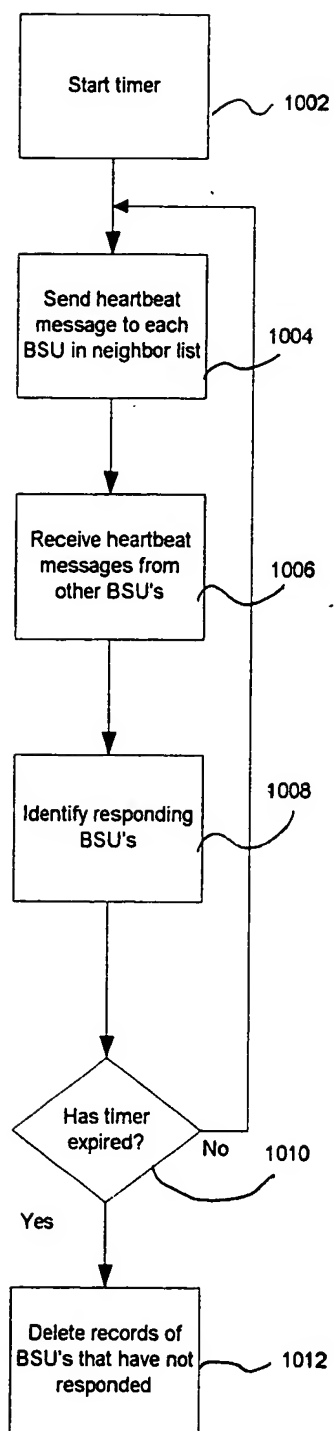 Start timer
1002
Send heartbeat
message to each
BSU in neighbor list
1004
Receive heartbeat
messages from
other BSU's
1006
Identify responding
BSU's
1008
Has timer
expired?
No
1010
Yes
Delete records of
BSU's that have not
responded
1012